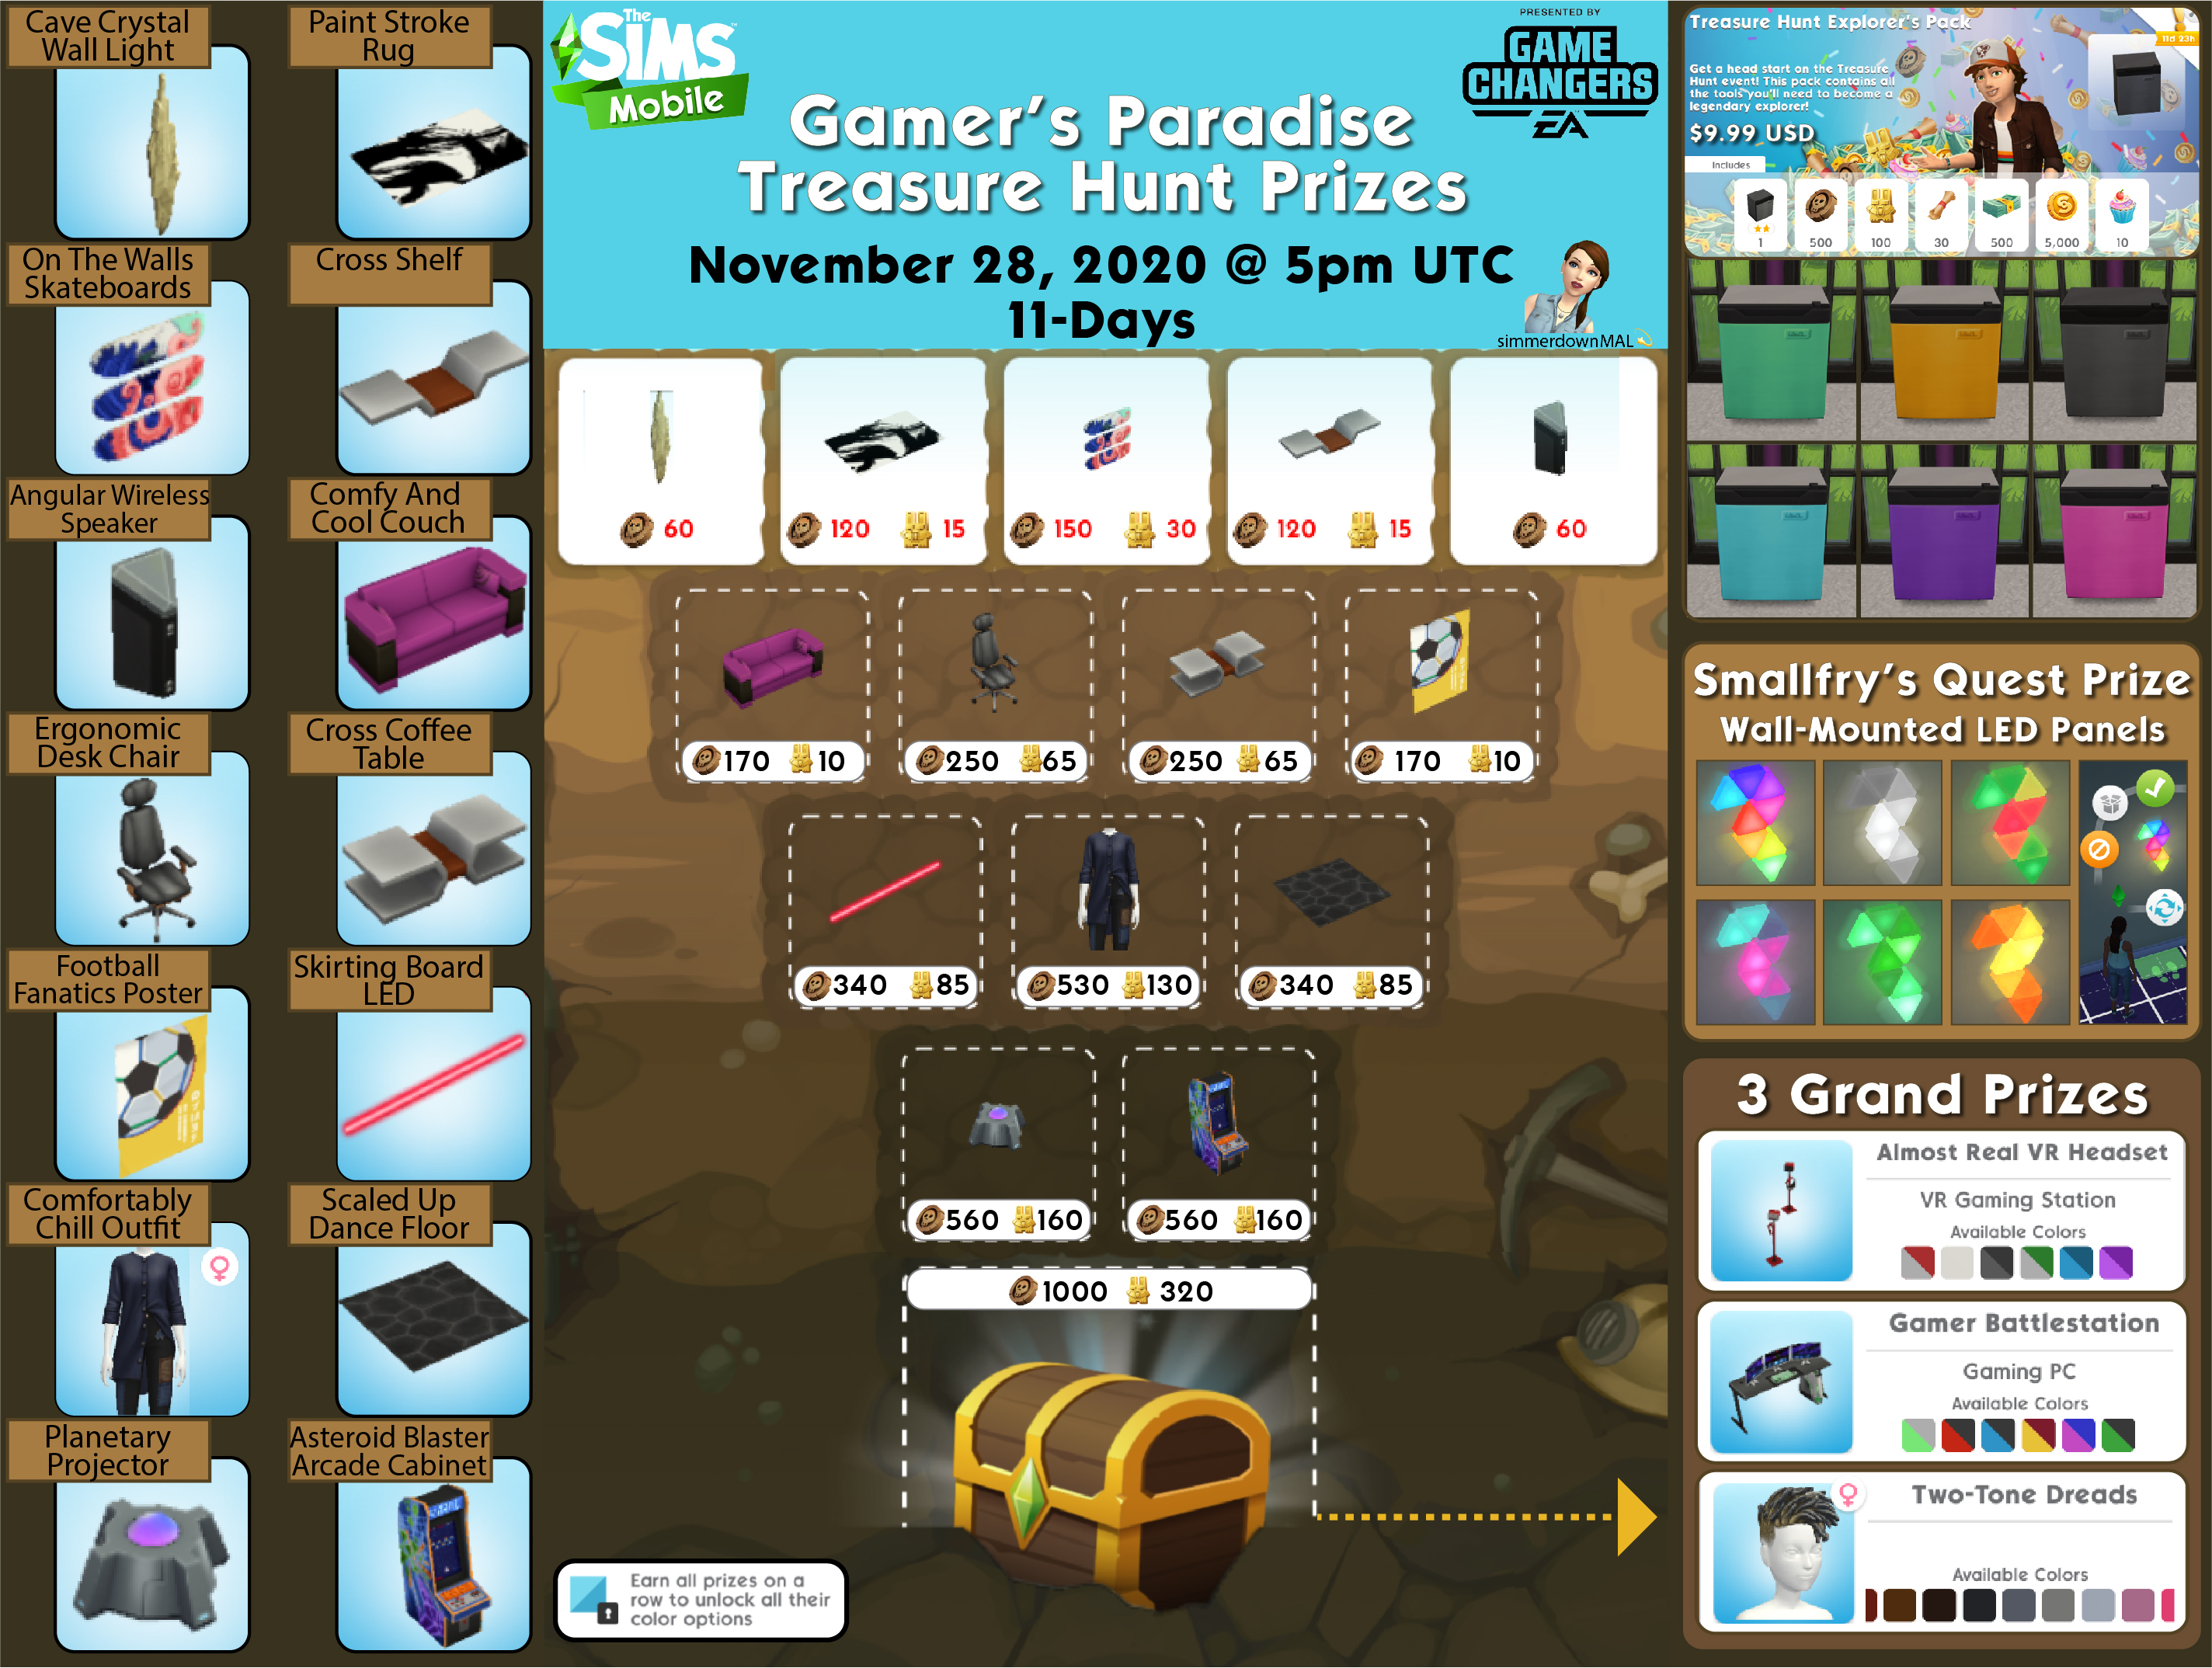 Cave Crystal
Wall Light
Paint Stroke
Rug
On The Walls
Skateboards
Cross Shelf
Angular Wireless
Speaker
Comfy And
Cool Couch
Ergonomic
Desk Chair
Cross Coffee
Table
Football
Fanatics Poster
Skirting Board
LED
Comfortably
Chill Outfit
Scaled Up
Dance Floor
Planetary
Projector
Asteroid Blaster
Arcade Cabinet
The
SiMS
Mobile
PRESENTED BY
GAME
CHANGERS
EA
Gamer's Paradise
Treasure Hunt Prizes
November 28, 2020 @ 5pm UTC
11-Days
simmerdownMAL
60
120 15
150 30
120 15
60
170 10
250 65
250 65
170 10
340 85
530 130
340 85
560 160
560 160
1000 320
Earn all prizes on a
row to unlock all their
color options
Treasure Hunt Explorer's Pack
11d 23h
Get a head start on the Treasure
Hunt event! This pack contains all
the tools you'll need to become a
legendary explorer!
$9.99 USD
Includes
1 500 100 30 500 5,000 10
Smallfry's Quest Prize
Wall-Mounted LED Panels
3 Grand Prizes
Almost Real VR Headset
VR Gaming Station
Available Colors
Gamer Battlestation
Gaming PC
Available Colors
Two-Tone Dreads
Available Colors